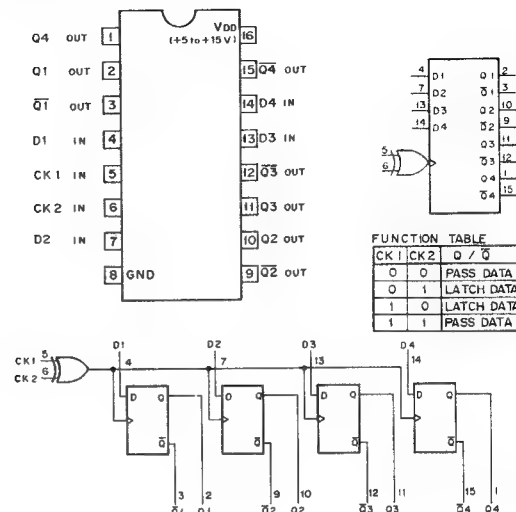 Q4 OUT 1
VDD
(+5 to +15V)
16
Q1 OUT 2
15 Q4 OUT
Q1 OUT 3
14 D4 IN
D1 IN 4
13 D3 IN
CK1 IN 5
12 Q3 OUT
CK2 IN 6
11 Q3 OUT
D2 IN 7
10 Q2 OUT
8 GND
9 Q2 OUT
4 D1 Q1 2
7 D2 Q1 3
13 D3 Q2 10
14 D4 Q2 9
Q3 11
5 Q3 12
6 Q4 1
Q4 15
FUNCTION TABLE
CK1 CK2 Q / Q
0 0 PASS DATA
0 1 LATCH DATA
1 0 LATCH DATA
1 1 PASS DATA
D1 D2 D3 D4
CK1 5
CK2 6
4 7 13 14
D Q D Q D Q D Q
Q Q Q Q
3 2 9 10 12 11 15 1
Q1 Q1 Q2 Q2 Q3 Q3 Q4 Q4